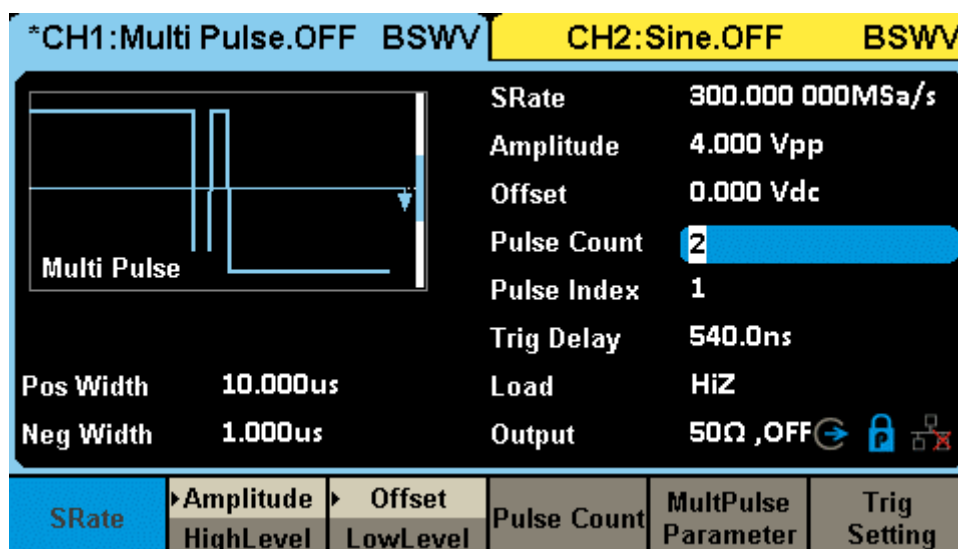 *CH1:Multi Pulse.OFF BSWV
CH2:Sine.OFF BSWV
Multi Pulse
Pos Width 10.000us
Neg Width 1.000us
SRate 300.000 000MSa/s
Amplitude 4.000 Vpp
Offset 0.000 Vdc
Pulse Count 2
Pulse Index 1
Trig Delay 540.0ns
Load HiZ
Output 50Ω ,OFF
SRate
Amplitude
HighLevel
Offset
LowLevel
Pulse Count
MultPulse
Parameter
Trig
Setting